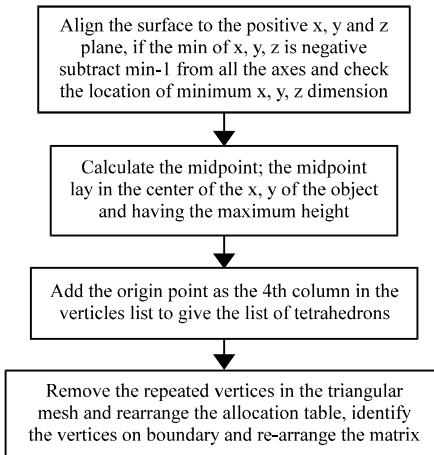 Align the surface to the positive x, y and z
plane, if the min of x, y, z is negative
subtract min-1 from all the axes and check
the location of minimum x, y, z dimension
Calculate the midpoint; the midpoint
lay in the center of the x, y of the object
and having the maximum height
Add the origin point as the 4th column in the
verticles list to give the list of tetrahedrons
Remove the repeated vertices in the triangular
mesh and rearrange the allocation table, identify
the vertices on boundary and re-arrange the matrix